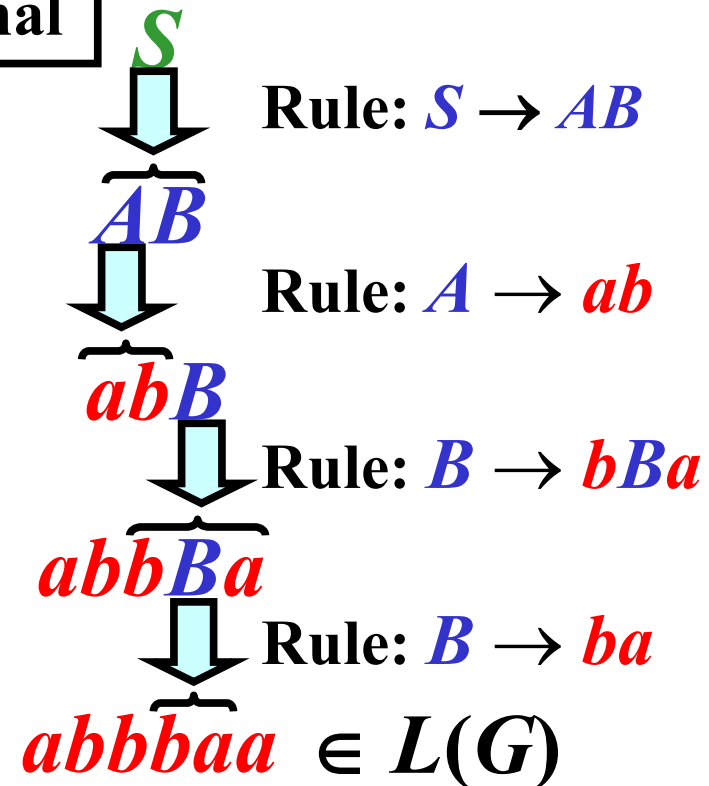 nal
S
Rule: S → AB
AB
Rule: A → ab
abB
Rule: B → bBa
abbBa
Rule: B → ba
abbbaa ∈ L(G)